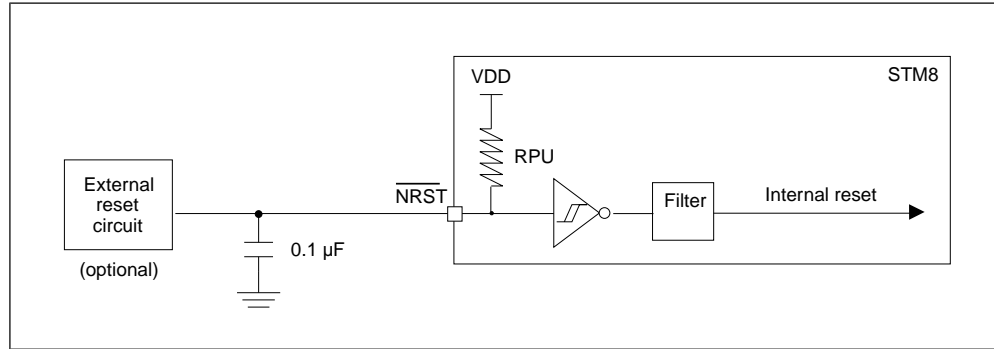 STM8
VDD
RPU
External
reset
circuit
(optional)
0.1 µF
NRST
Filter
Internal reset